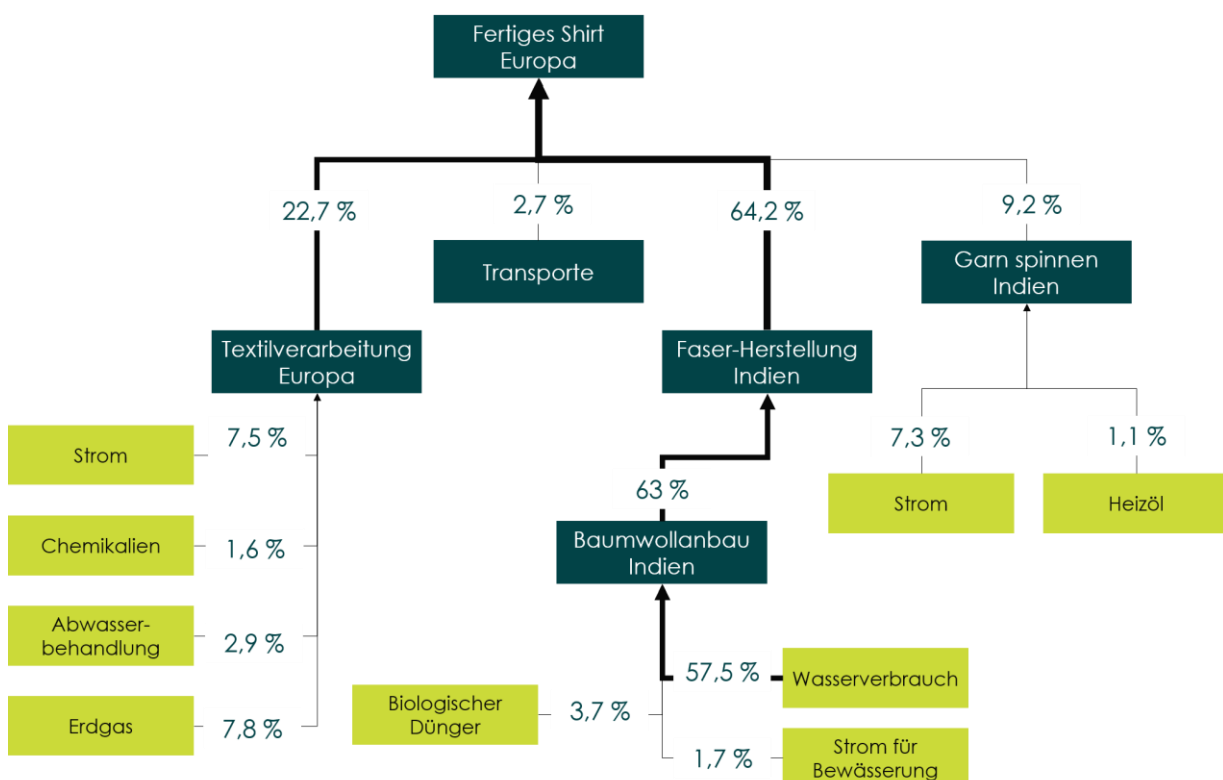 Fertiges Shirt
Europa
22,7 %
2,7 %
64,2 %
9,2 %
Transporte
Garn spinnen
Indien
Textilverarbeitung
Europa
Faser-Herstellung
Indien
7,5 %
Strom
7,3 %
1,1 %
Strom
Heizöl
63 %
Chemikalien
1,6 %
Baumwollanbau
Indien
Abwasser-
behandlung
2,9 %
57,5 %
Wasserverbrauch
Biologischer
Dünger
3,7 %
Erdgas
7,8 %
1,7 %
Strom für
Bewässerung